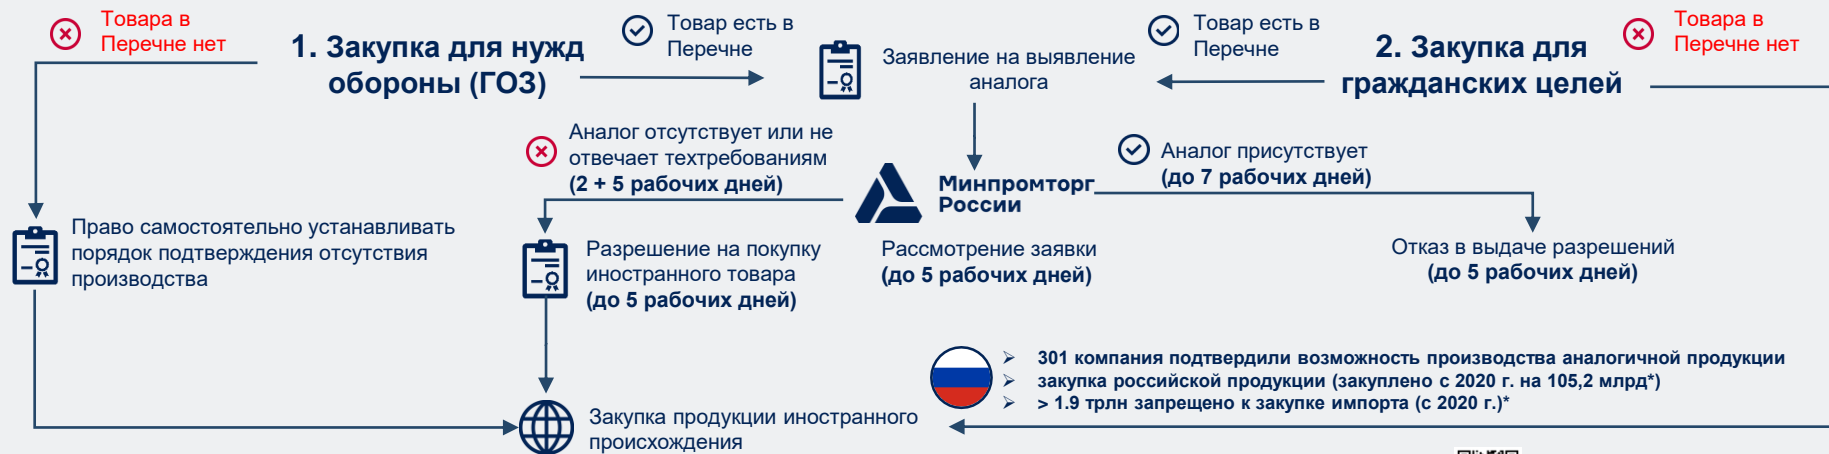 Товара в
Перечне нет
1. Закупка для нужд
обороны (ГОЗ)
Товар есть в
Перечне
Заявление на выявление
аналога
Товар есть в
Перечне
2. Закупка для
гражданских целей
Товара в
Перечне нет
Аналог отсутствует или не
отвечает техтребованиям
(2 + 5 рабочих дней)
Минпромторг
России
Аналог присутствует
(до 7 рабочих дней)
Право самостоятельно устанавливать
порядок подтверждения отсутствия
производства
Разрешение на покупку
иностранного товара
(до 5 рабочих дней)
Рассмотрение заявки
(до 5 рабочих дней)
Отказ в выдаче разрешений
(до 5 рабочих дней)
301 компания подтвердили возможность производства аналогичной продукции
закупка российской продукции (закуплено с 2020 г. на 105,2 млрд*)
> 1.9 трлн запрещено к закупке импорта (с 2020 г.)*
Закупка продукции иностранного
происхождения